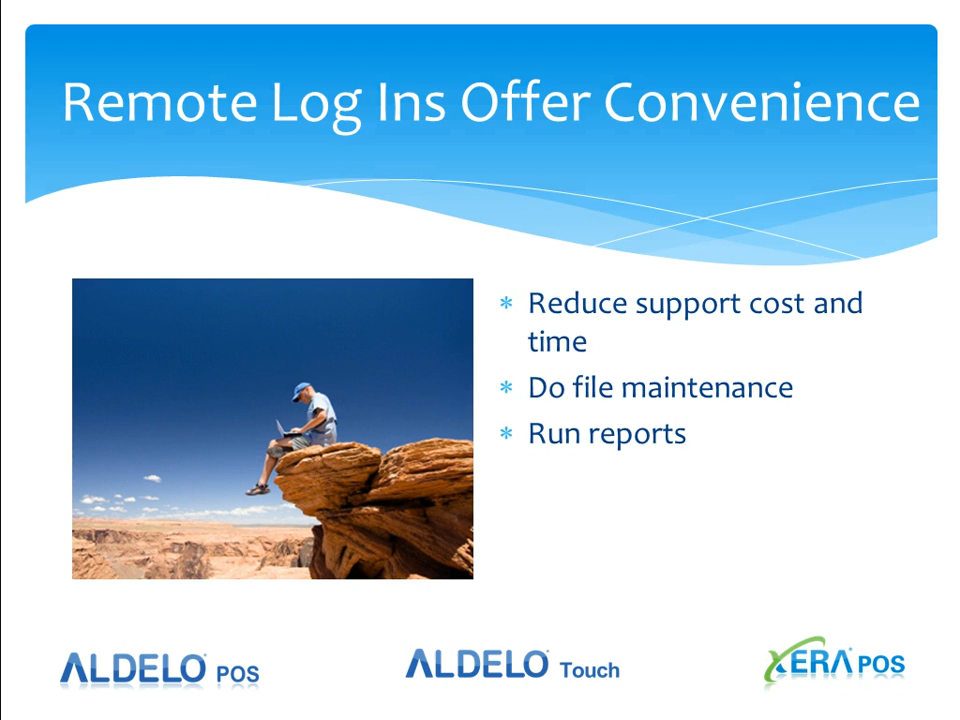 Remote Log Ins Offer Convenience
* Reduce support cost and
time
* Do file maintenance
* Run reports
ALDELO POS
ALDELO Touch
XERA POS